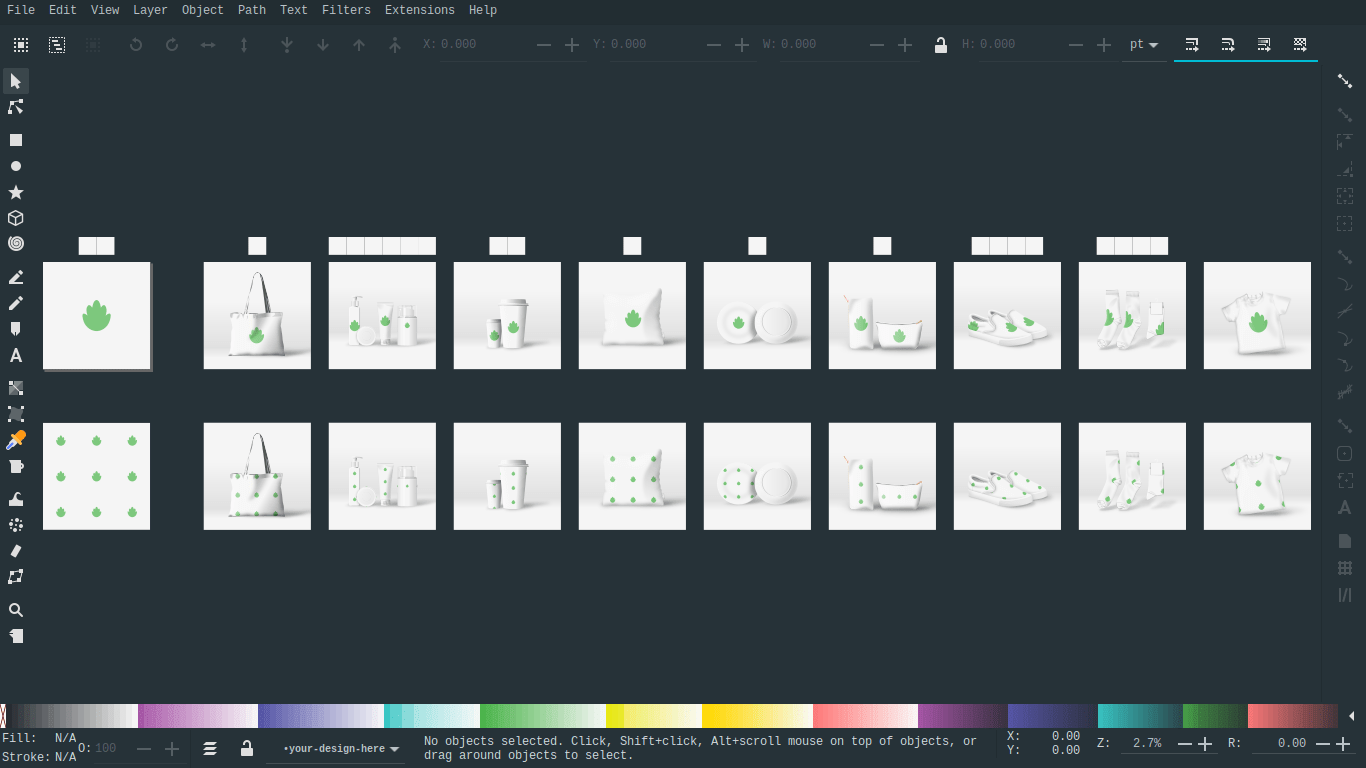 File Edit View Layer Object Path Text Filters Extensions Help
X: 0.000 Y: 0.000 W: 0.000 H: 0.000 pt
Fill: N/A
Stroke: N/A
O: 100
•your-design-here
No objects selected. Click, Shift+click, Alt+scroll mouse on top of objects, or
drag around objects to select.
X: 0.00
Y: 0.00
Z: 2.7%
R: 0.00